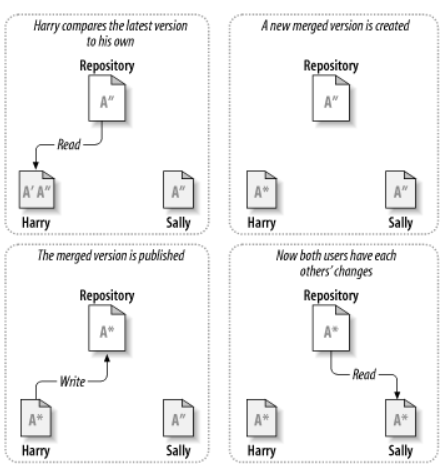 Harry compares the latest version
to his own
Repository
A"
Read
A' A"
A"
Harry
Sally
A new merged version is created
Repository
A"
A*
A"
Harry
Sally
The merged version is published
Repository
A*
Write
A*
A"
Harry
Sally
Now both users have each
others' changes
Repository
A*
Read
A*
A*
Harry
Sally